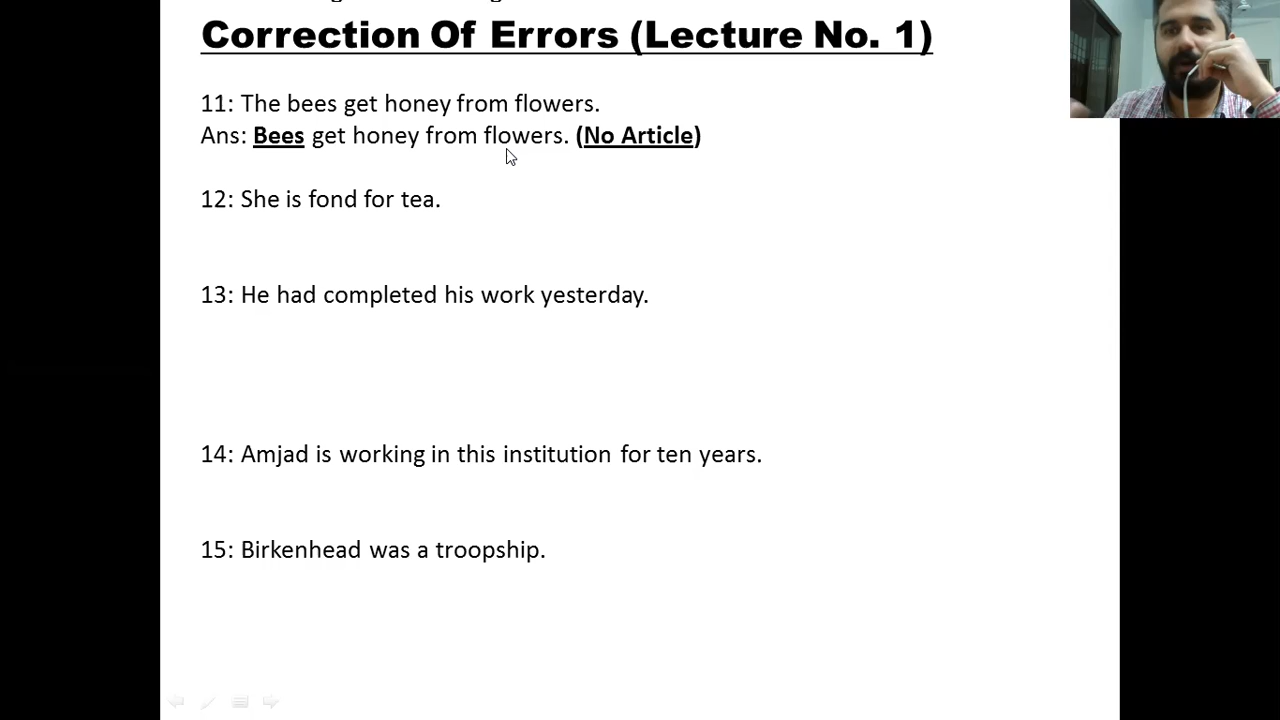 Correction Of Errors (Lecture No. 1)
11: The bees get honey from flowers.
Ans: Bees get honey from flowers. (No Article)
12: She is fond for tea.
13: He had completed his work yesterday.
14: Amjad is working in this institution for ten years.
15: Birkenhead was a troopship.